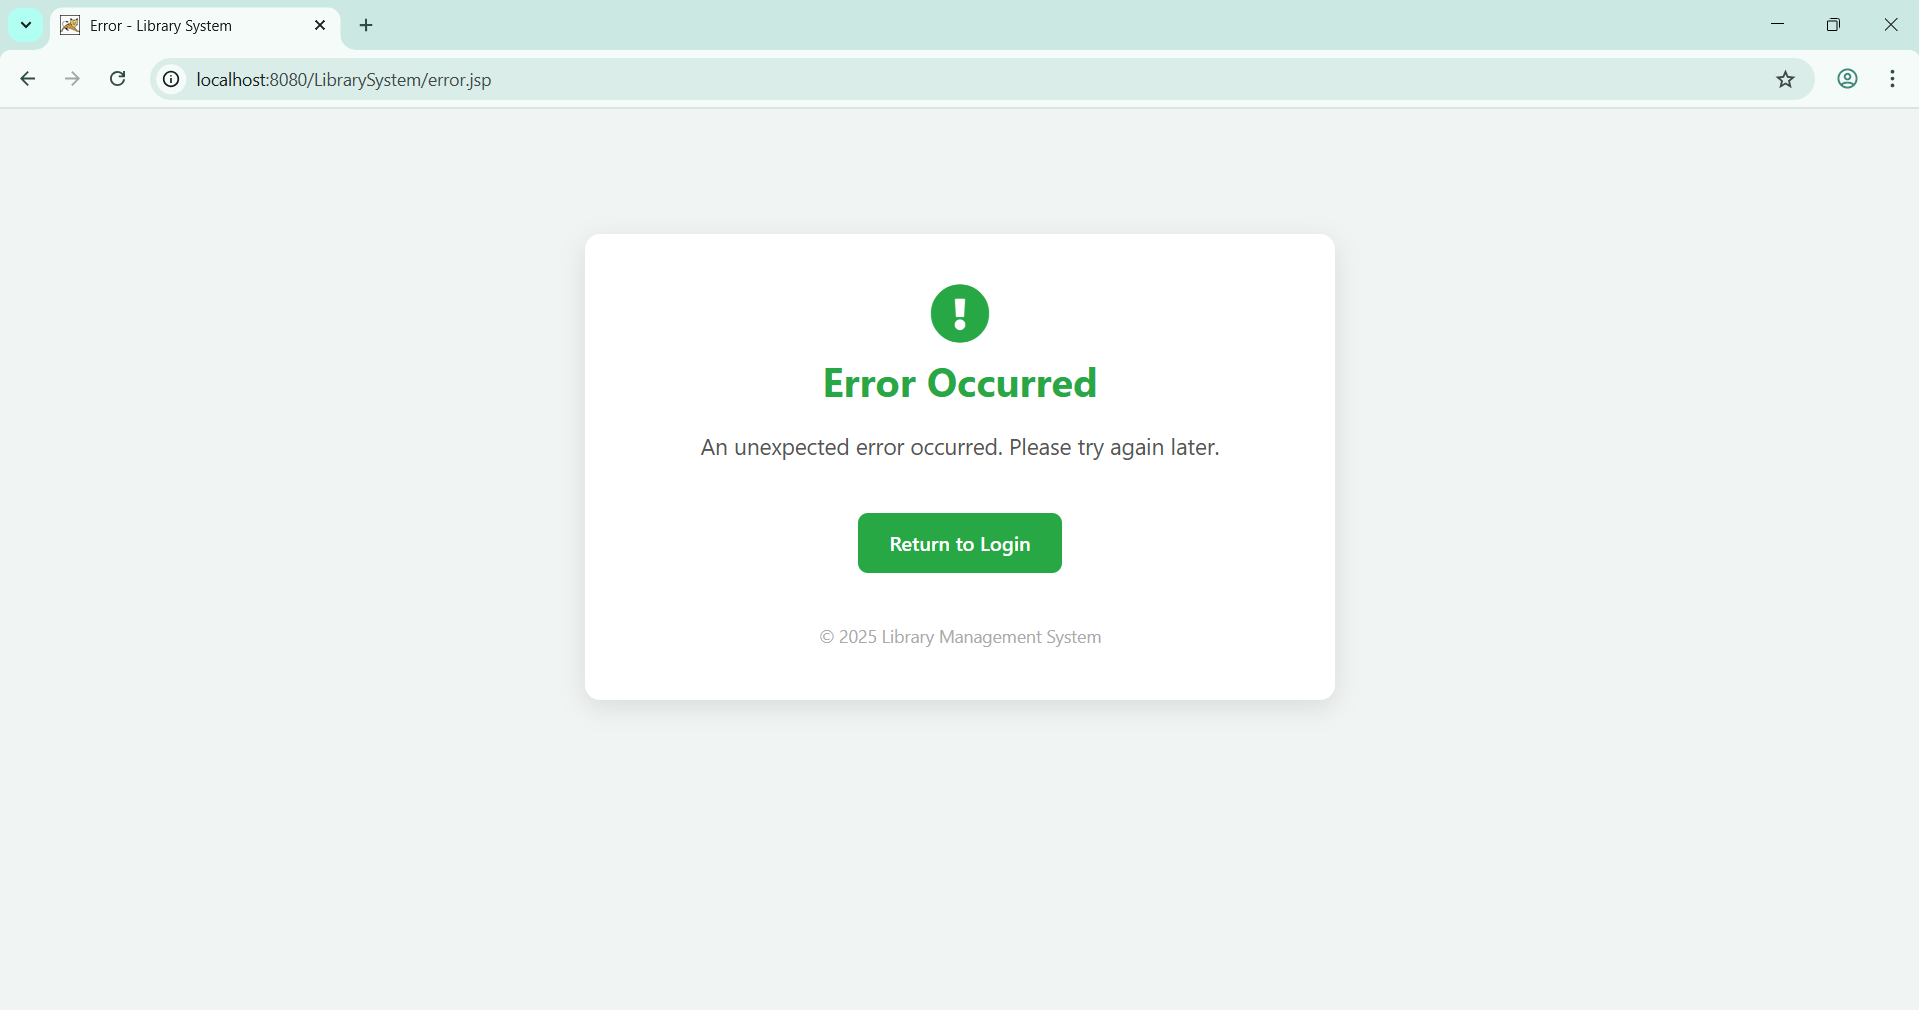 Error - Library System
localhost:8080/LibrarySystem/error.jsp
Error Occurred
An unexpected error occurred. Please try again later.
Return to Login
© 2025 Library Management System